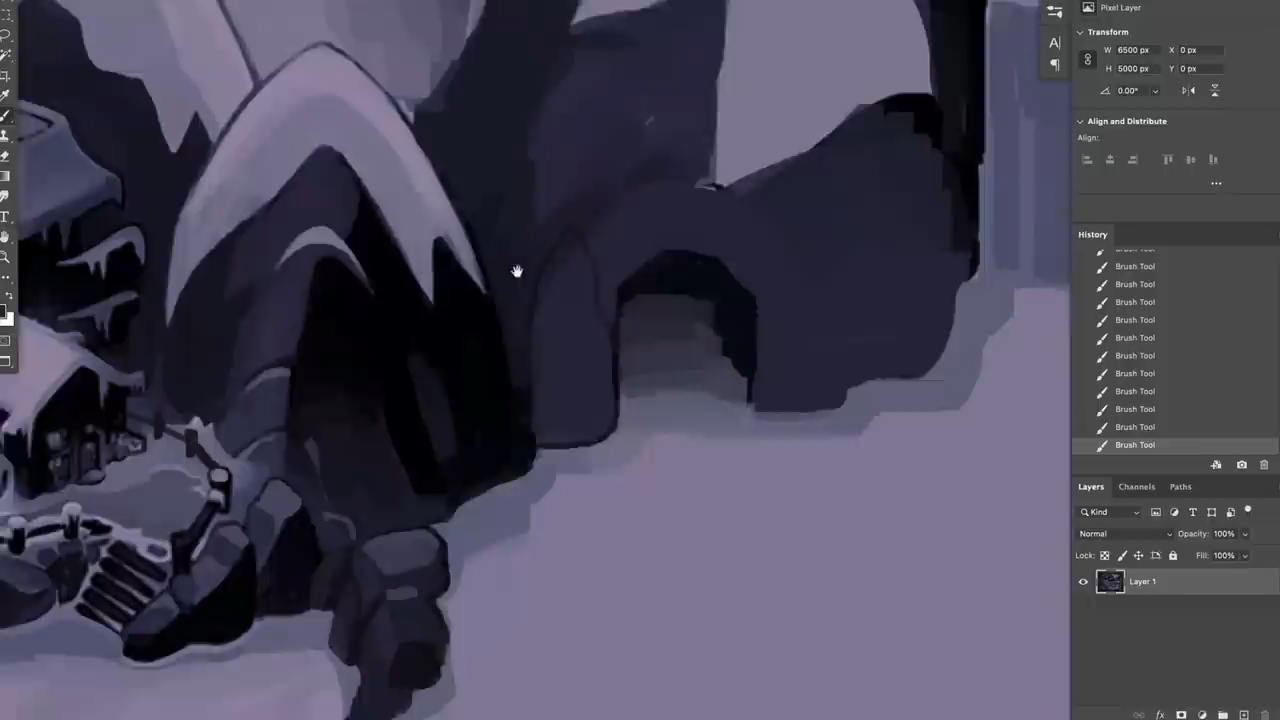 Pixel Layer
Transform
W 6500 px X 0 px
H 5000 px Y 0 px
0.00°
Align and Distribute
Align:
History
Brush Tool
Brush Tool
Brush Tool
Brush Tool
Brush Tool
Brush Tool
Brush Tool
Brush Tool
Brush Tool
Brush Tool
Brush Tool
Layers Channels Paths
Kind
Normal Opacity: 100%
Lock: Fill: 100%
Layer 1